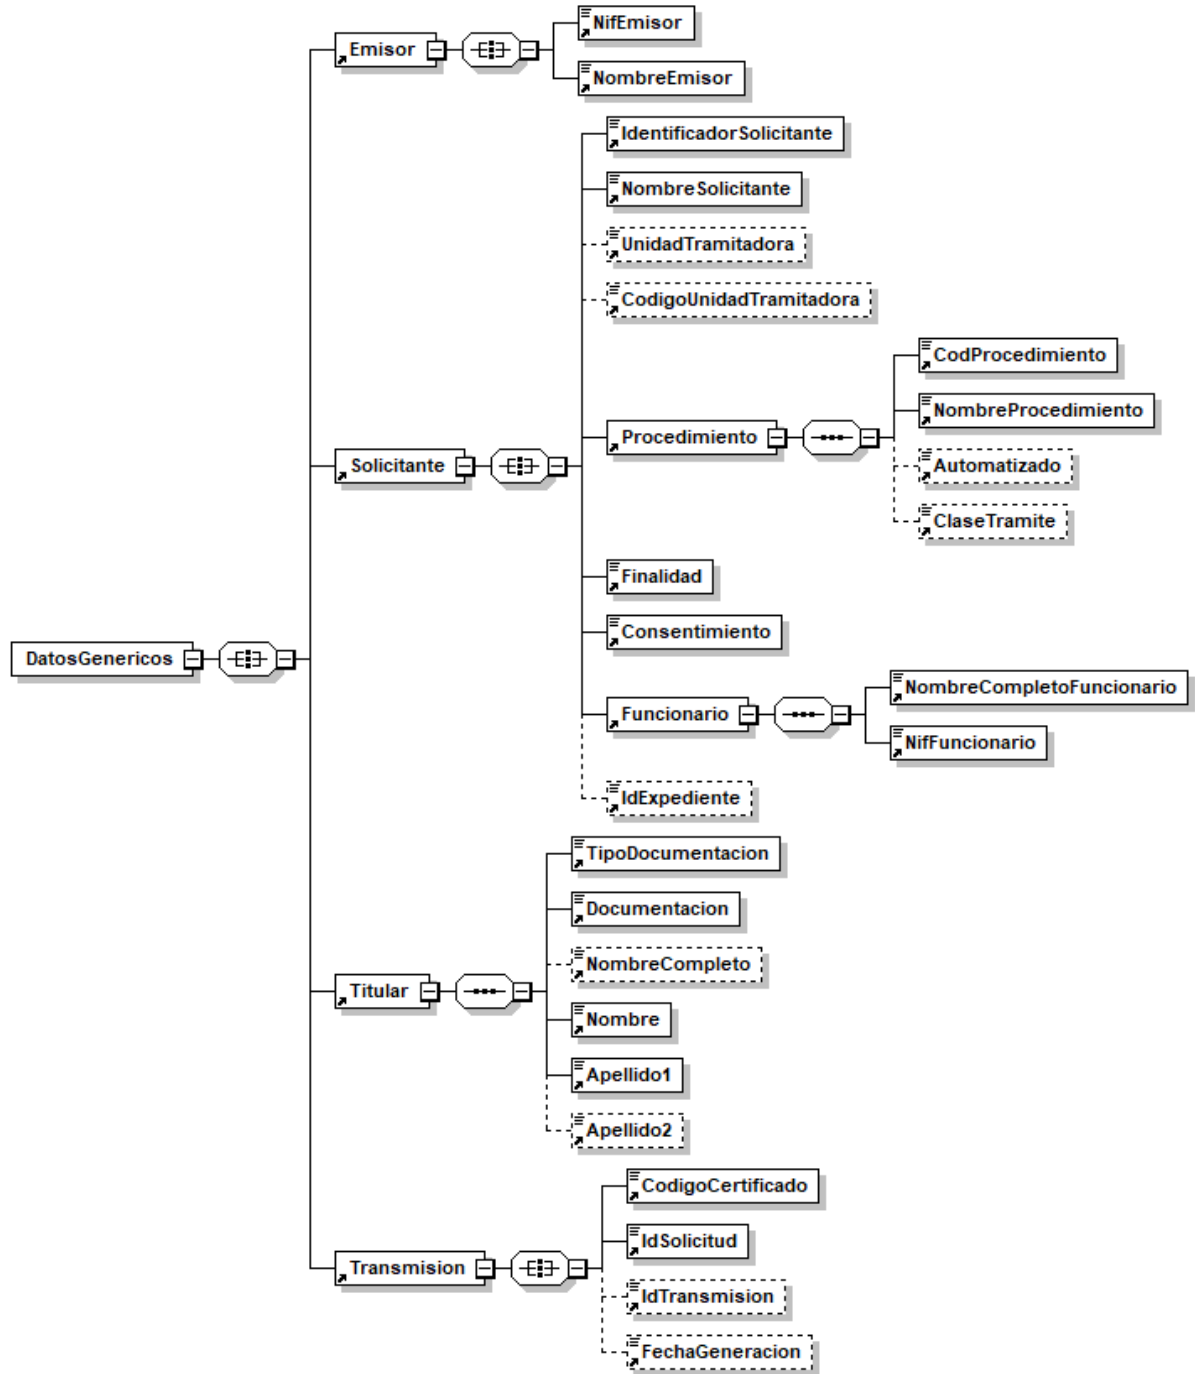 Emisor
NifEmisor
NombreEmisor
IdentificadorSolicitante
NombreSolicitante
UnidadTramitadora
CodigoUnidadTramitadora
CodProcedimiento
NombreProcedimiento
Procedimiento
Solicitante
Automatizado
ClaseTramite
Finalidad
Consentimiento
DatosGenericos
NombreCompletoFuncionario
Funcionario
NifFuncionario
IdExpediente
TipoDocumentacion
Documentacion
NombreCompleto
Titular
Nombre
Apellido1
Apellido2
CodigoCertificado
IdSolicitud
Transmision
IdTransmision
FechaGeneracion